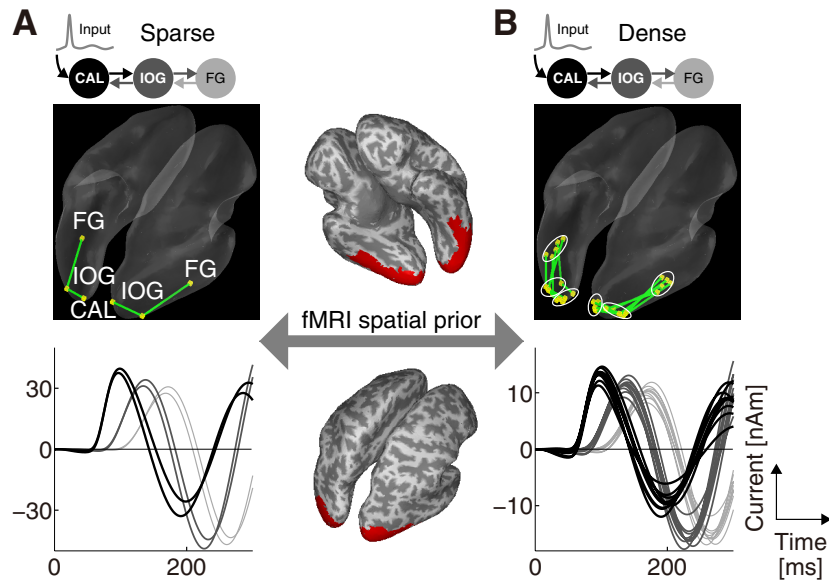 A
Input
Sparse
CAL
IOG
FG
FG
IOG
CAL
IOG
FG
30
0
−30
0
200
fMRI spatial prior
B
Input
Dense
CAL
IOG
FG
10
0
−10
0
200
Current [nAm]
Time
[ms]